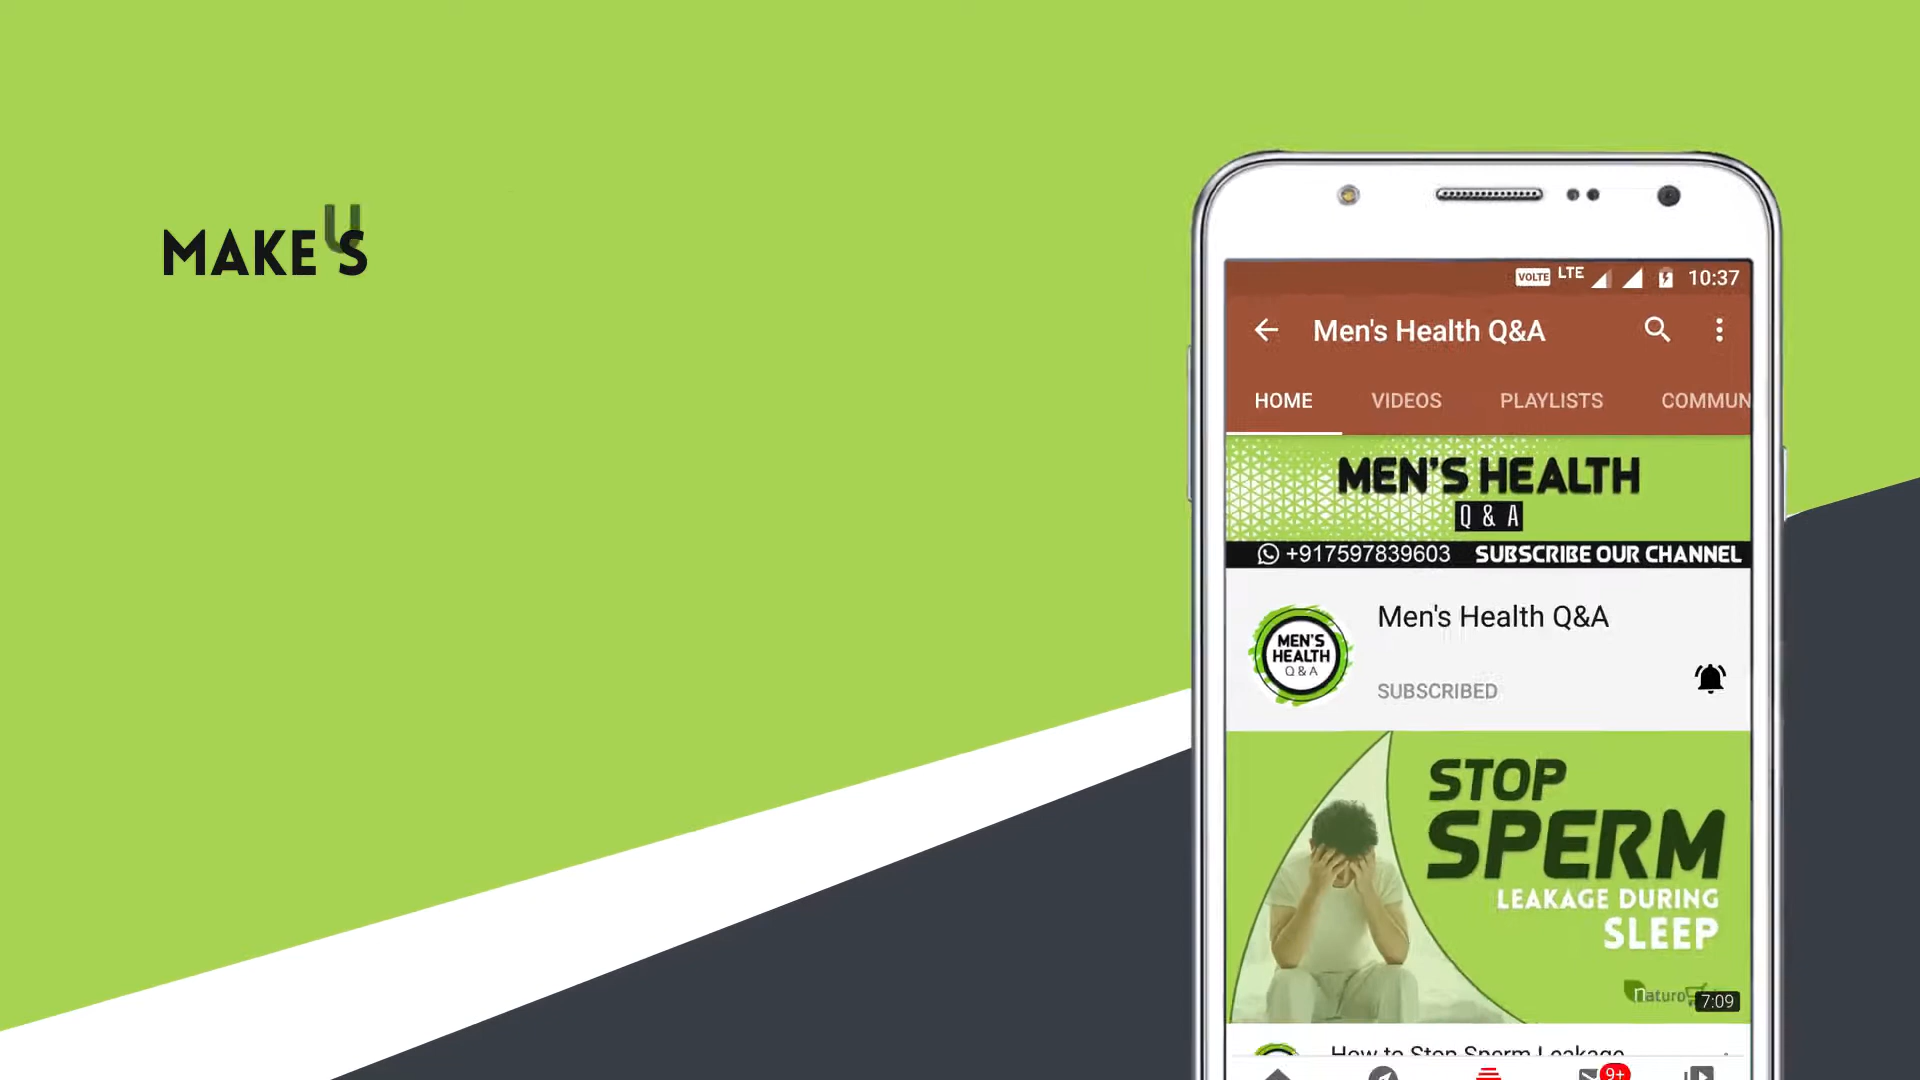 MAKE
VOLTE LTE 10:37
Men's Health Q&A
HOME VIDEOS PLAYLISTS COMMUN
MEN'S HEALTH
Q & A
+917597839603 SUBSCRIBE OUR CHANNEL
Men's Health Q&A
MEN'S
HEALTH
Q&A
SUBSCRIBED
STOP
SPERM
LEAKAGE DURING
SLEEP
7:09
How to Stop Sperm Leakage
9+